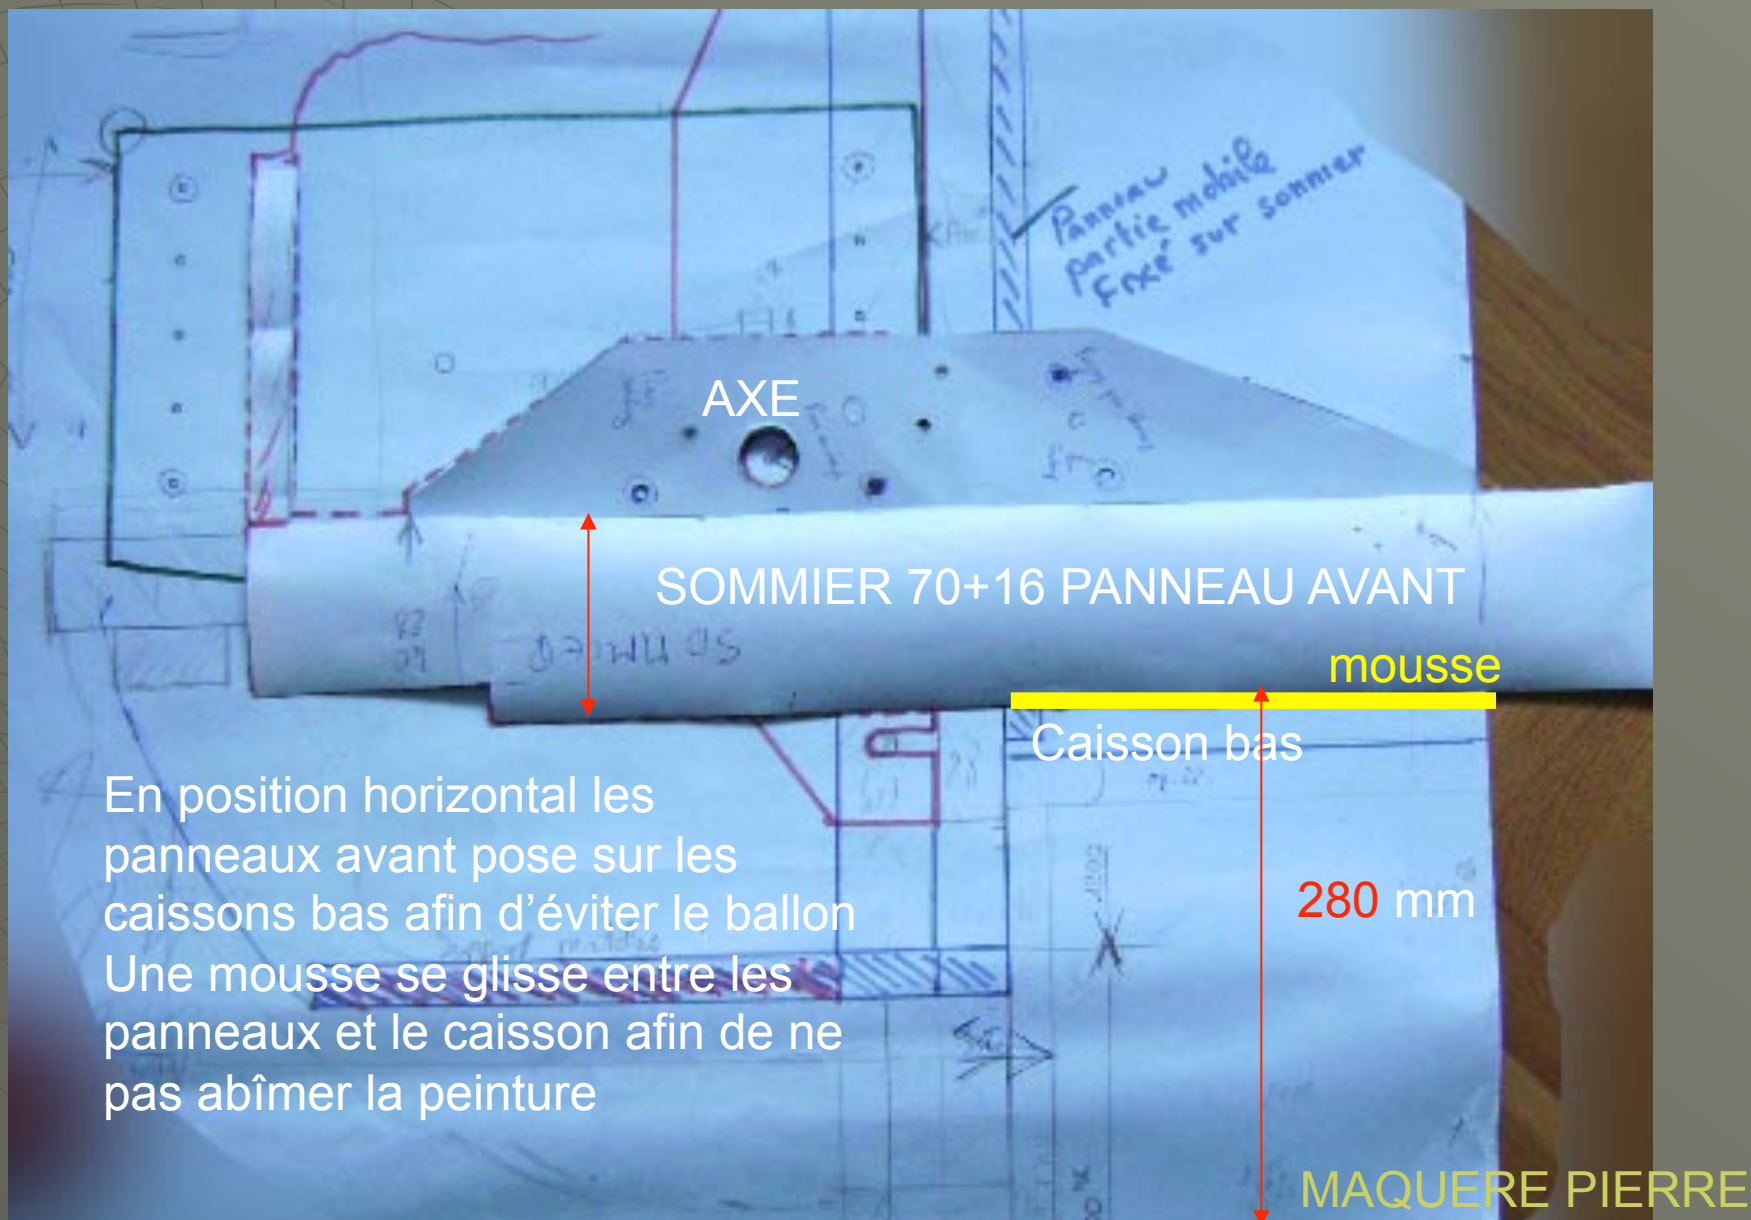 Panneau
partie mobile
fixé sur sommier
AXE
SOMMIER 70+16 PANNEAU AVANT
mousse
Caisson bas
En position horizontal les
panneaux avant pose sur les
caissons bas afin d’éviter le ballon
Une mousse se glisse entre les
panneaux et le caisson afin de ne
pas abîmer la peinture
280 mm
MAQUERE PIERRE